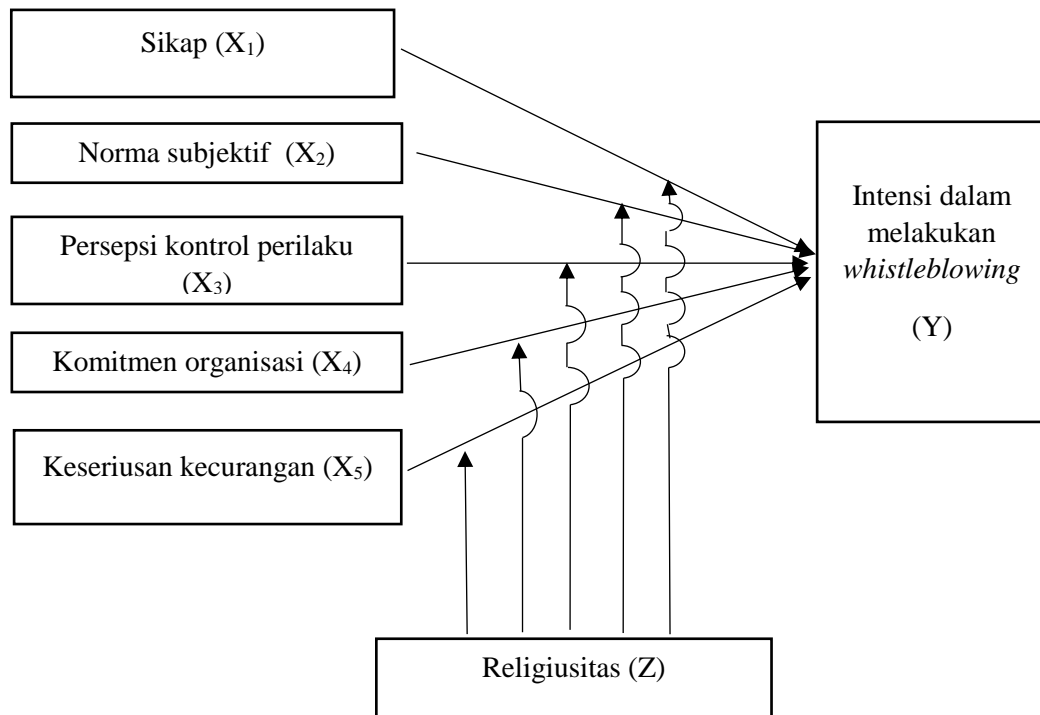 Sikap (X₁)
Norma subjektif (X₂)
Persepsi kontrol perilaku
(X₃)
Komitmen organisasi (X₄)
Keseriusan kecurangan (X₅)
Intensi dalam
melakukan
whistleblowing
(Y)
Religiusitas (Z)